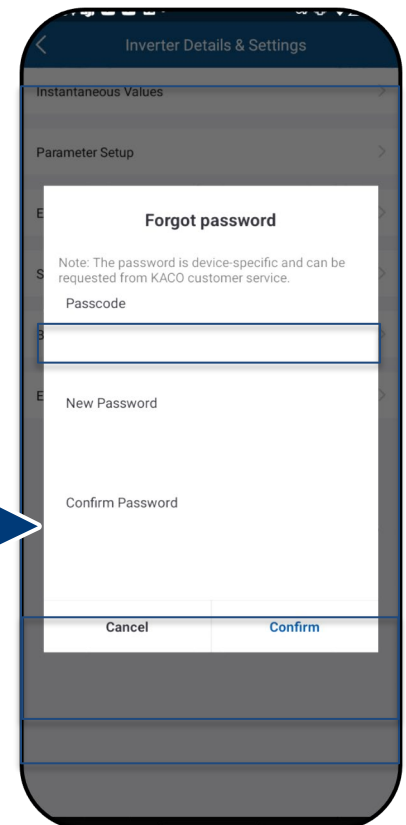 Inverter Details & Settings
Instantaneous Values
Parameter Setup
E
Forgot password
Note: The password is device-specific and can be
S
requested from KACO customer service.
Passcode
B
E
New Password
Confirm Password
Cancel
Confirm